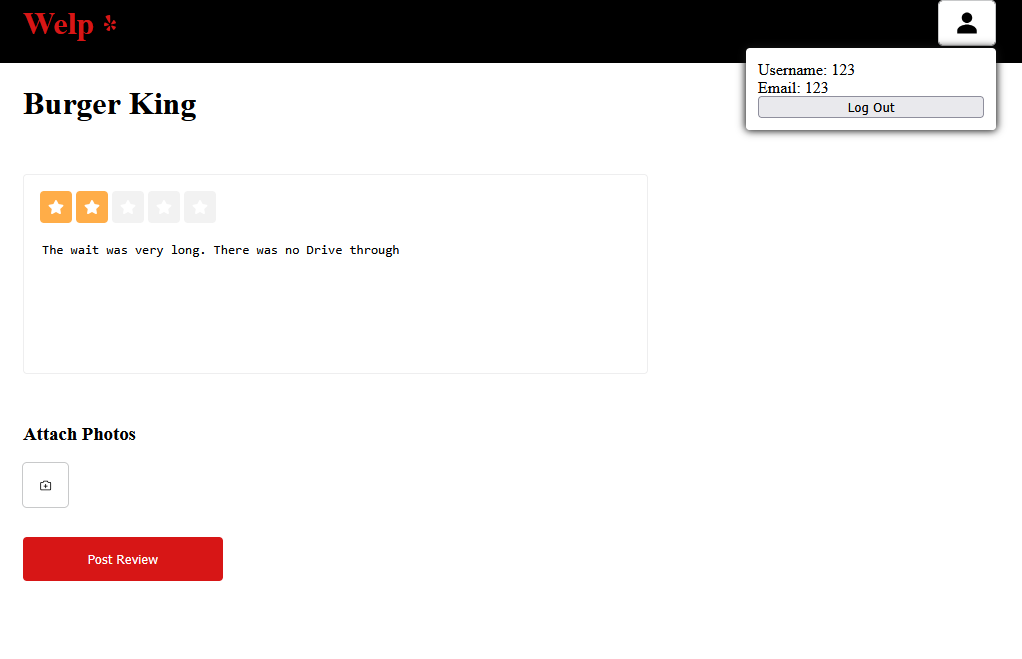 Welp
Username: 123
Email: 123
Log Out
Burger King
The wait was very long. There was no Drive through
Attach Photos
Post Review